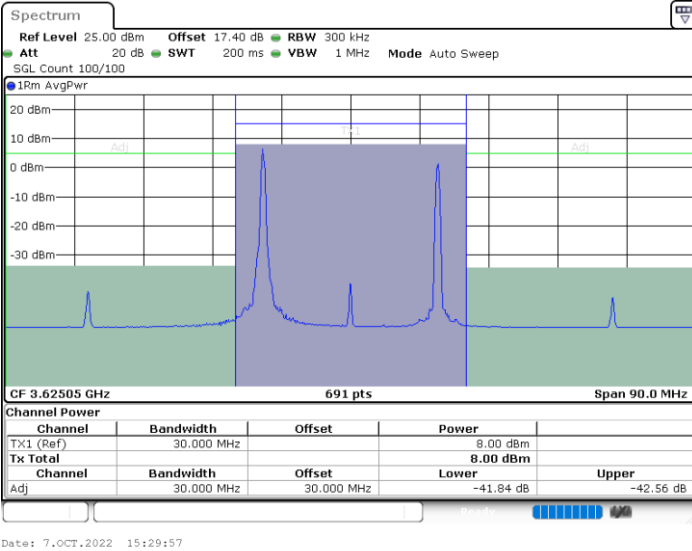 Spectrum
Ref Level 25.00 dBm Offset 17.40 dB RBW 300 kHz
Att 20 dB SWT 200 ms VBW 1 MHz Mode Auto Sweep
SGL Count 100/100
1Rm AvgPwr
20 dBm
TX1
10 dBm
Adj Adj
0 dBm
-10 dBm
-20 dBm
-30 dBm
CF 3.62505 GHz 691 pts Span 90.0 MHz
Channel Power
Channel Bandwidth Offset Power
TX1 (Ref) 30.000 MHz 8.00 dBm
Tx Total 8.00 dBm
Channel Bandwidth Offset Lower Upper
Adj 30.000 MHz 30.000 MHz -41.84 dB -42.56 dB
Ready
Date: 7.OCT.2022 15:29:57